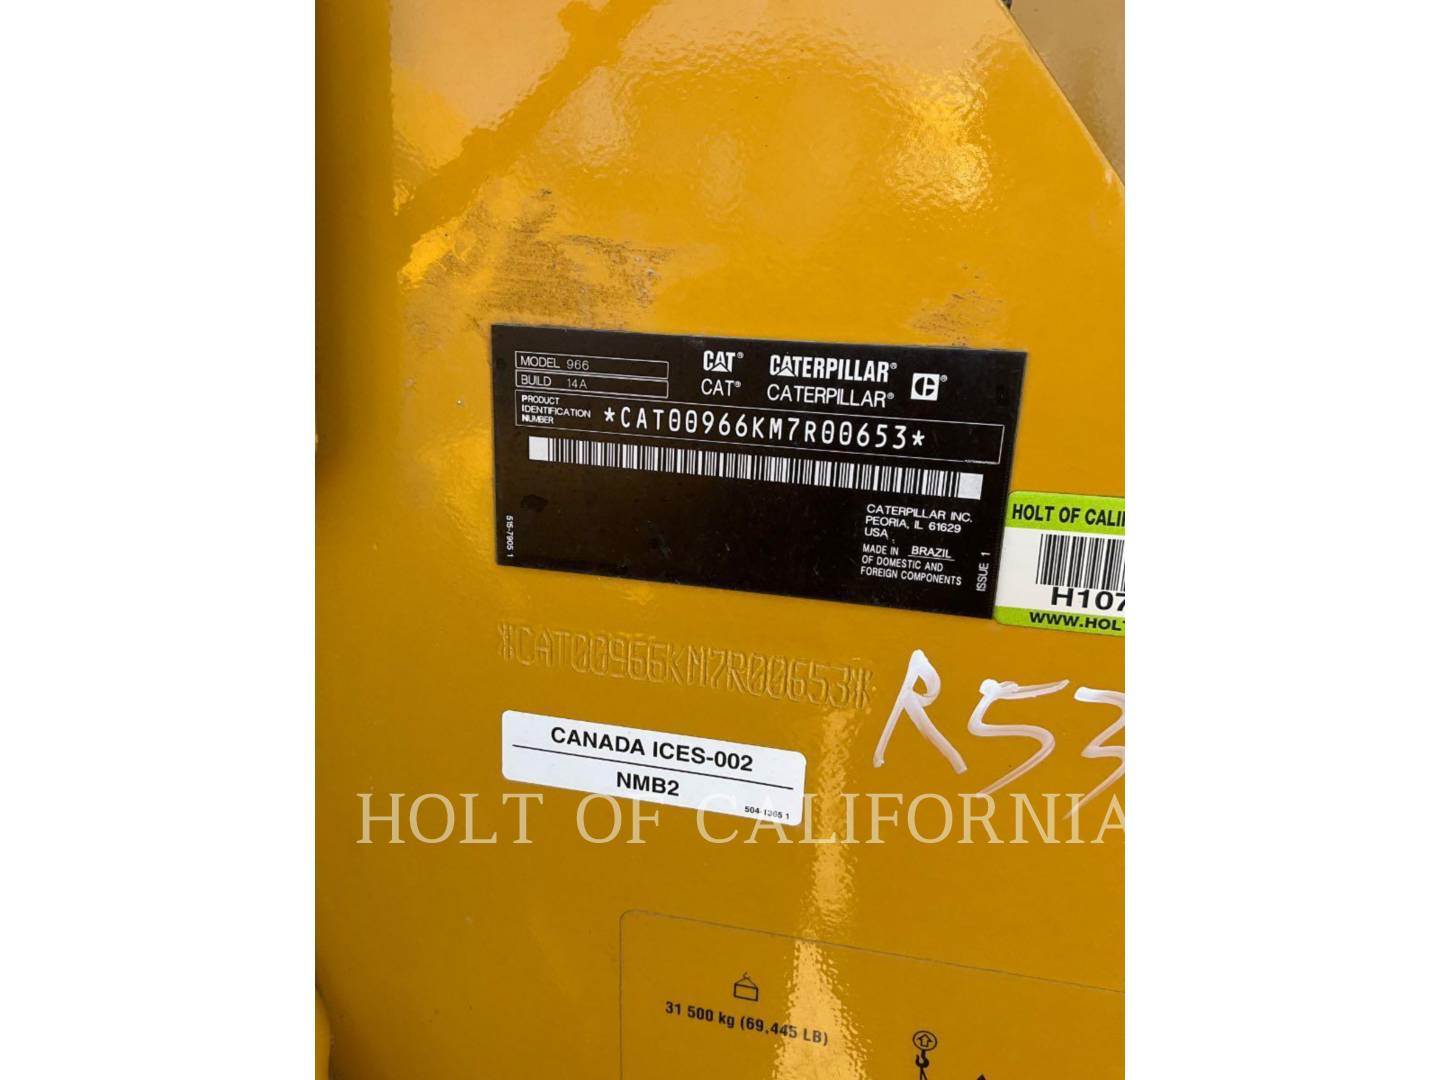 MODEL 966
BUILD 14A
CAT® CATERPILLAR® C®
CAT® CATERPILLAR®
PRODUCT IDENTIFICATION NUMBER *CAT00966KM7R00653*
515-7905 1
CATERPILLAR INC.
PEORIA, IL 61629
USA
MADE IN BRAZIL
OF DOMESTIC AND
FOREIGN COMPONENTS
ISSUE 1
HOLT OF CALI
H107
WWW.HOLT
*CAT00966KM7R00653*
R53
CANADA ICES-002
NMB2
504-1365 1
HOLT OF CALIFORNIA
31 500 kg (69,445 LB)